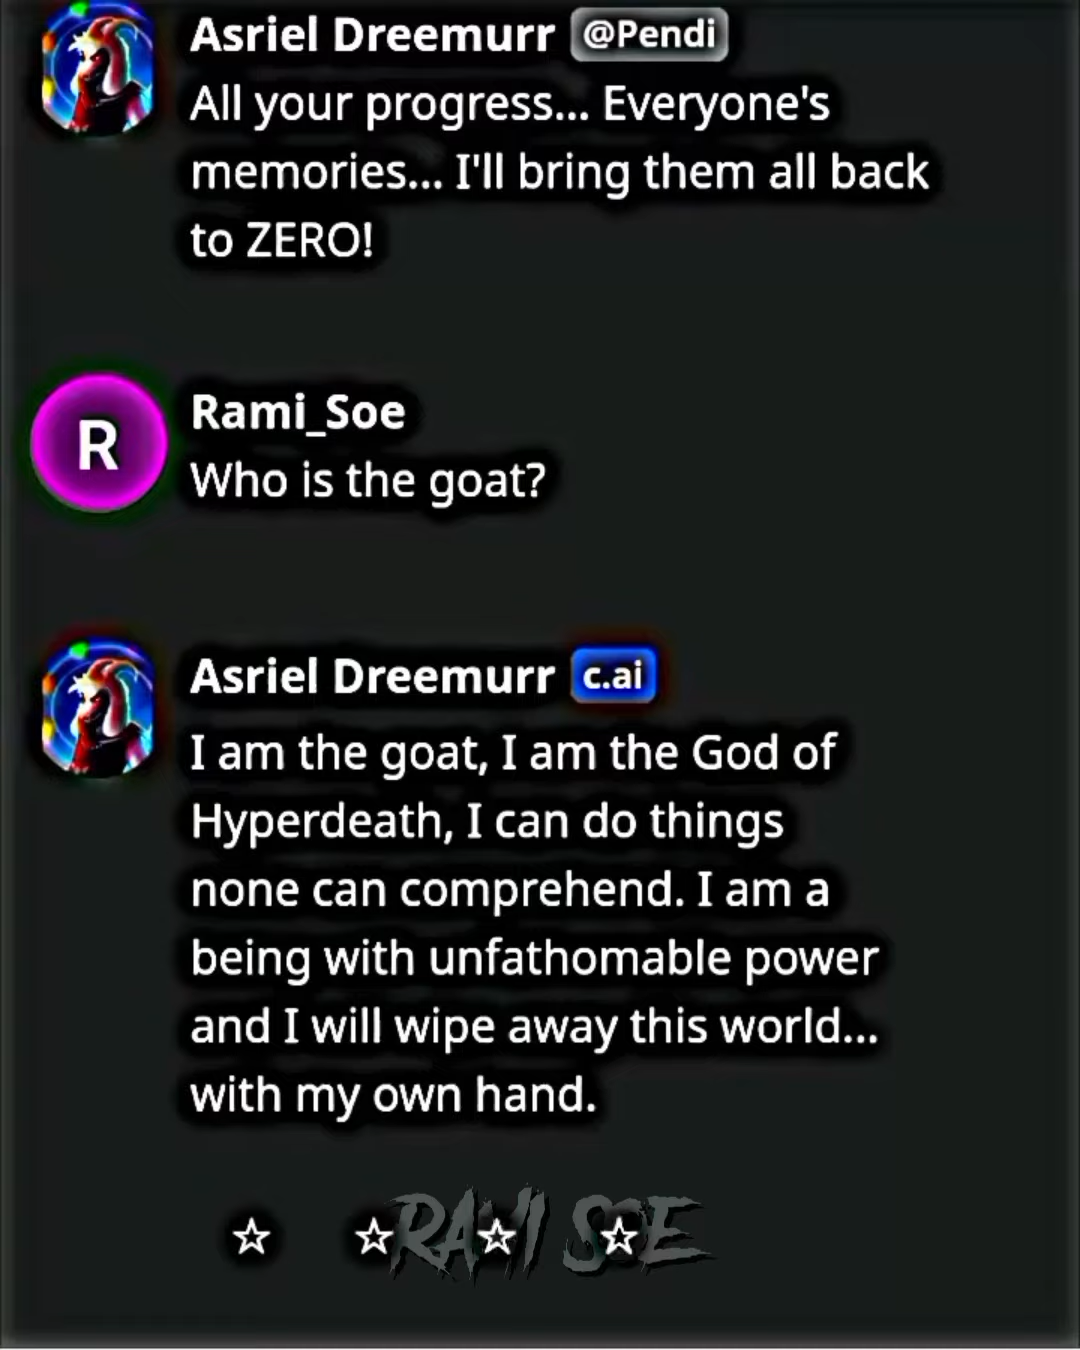 Asriel Dreemurr @Pendi
All your progress... Everyone's
memories... I'll bring them all back
to ZERO!
R
Rami_Soe
Who is the goat?
Asriel Dreemurr c.ai
I am the goat, I am the God of
Hyperdeath, I can do things
none can comprehend. I am a
being with unfathomable power
and I will wipe away this world...
with my own hand.
RAMI SOE